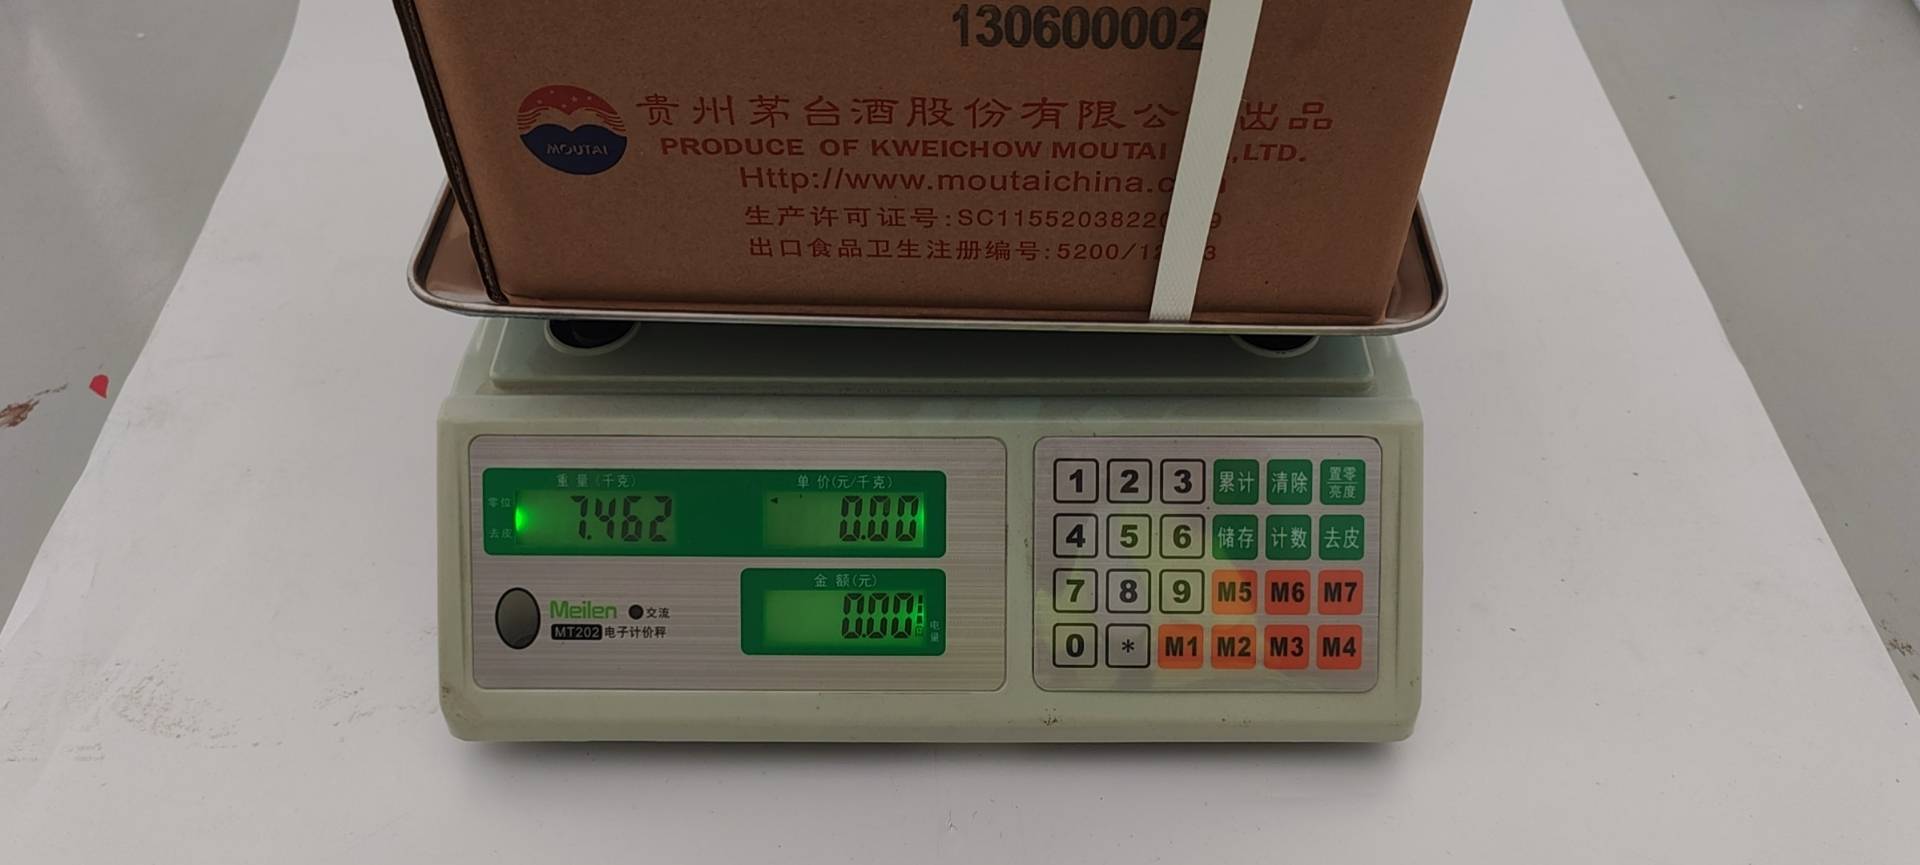 130600002
MOUTAI
贵州茅台酒股份有限公 出品
PRODUCE OF KWEICHOW MOUTAI ,LTD.
Http://www.moutaichina.c
生产许可证号:SC1155203822 9
出口食品卫生注册编号:5200/1 3
重量(千克)
单价(元/千克)
零位
去皮
7.462
0.00
金额(元)
0.00
电量
Meilen
交流
MT202 电子计价秤
1 2 3 累计 清除 置零 亮度
4 5 6 储存 计数 去皮
7 8 9 M5 M6 M7
0 * M1 M2 M3 M4